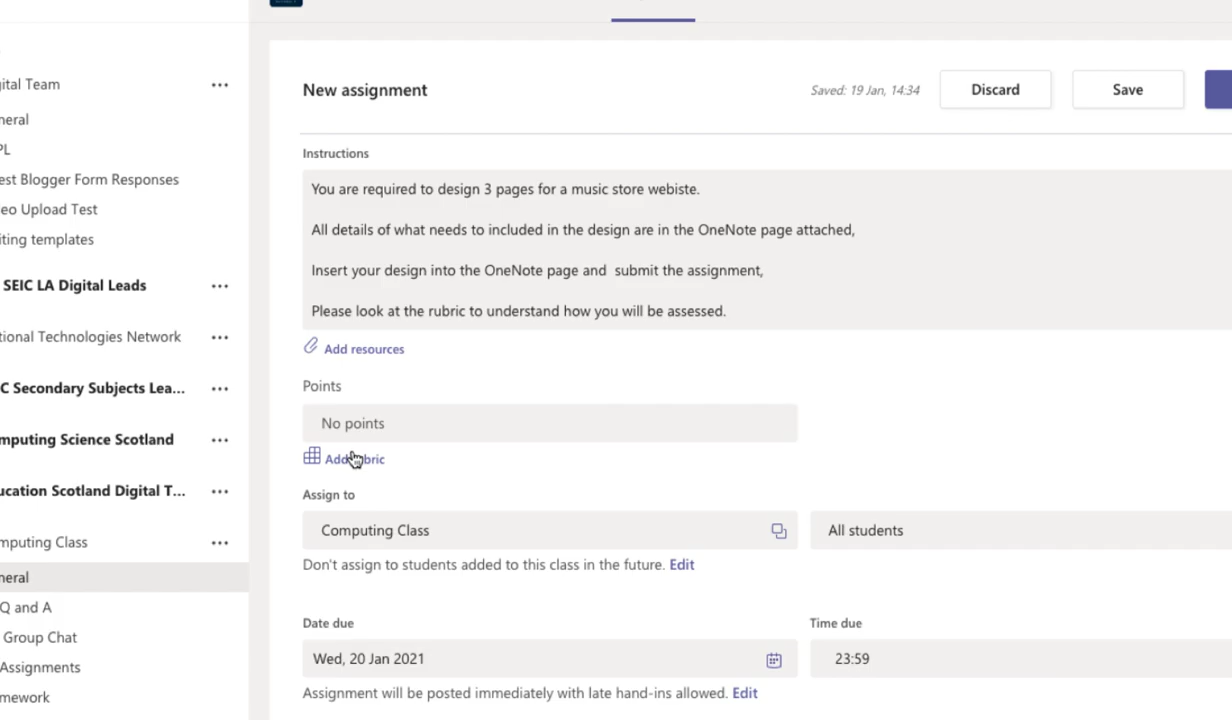 ital Team
...
neral
PL
est Blogger Form Responses
eo Upload Test
iting templates
SEIC LA Digital Leads
...
tional Technologies Network
...
C Secondary Subjects Lea...
...
mputing Science Scotland
...
ucation Scotland Digital T...
...
mputing Class
...
neral
Q and A
Group Chat
Assignments
mework
New assignment
Saved: 19 Jan, 14:34
Discard
Save
Instructions
You are required to design 3 pages for a music store webiste.
All details of what needs to included in the design are in the OneNote page attached,
Insert your design into the OneNote page and  submit the assignment,
Please look at the rubric to understand how you will be assessed.
Add resources
Points
No points
Add bric
Assign to
Computing Class
All students
Don't assign to students added to this class in the future. Edit
Date due
Time due
Wed, 20 Jan 2021
23:59
Assignment will be posted immediately with late hand-ins allowed. Edit